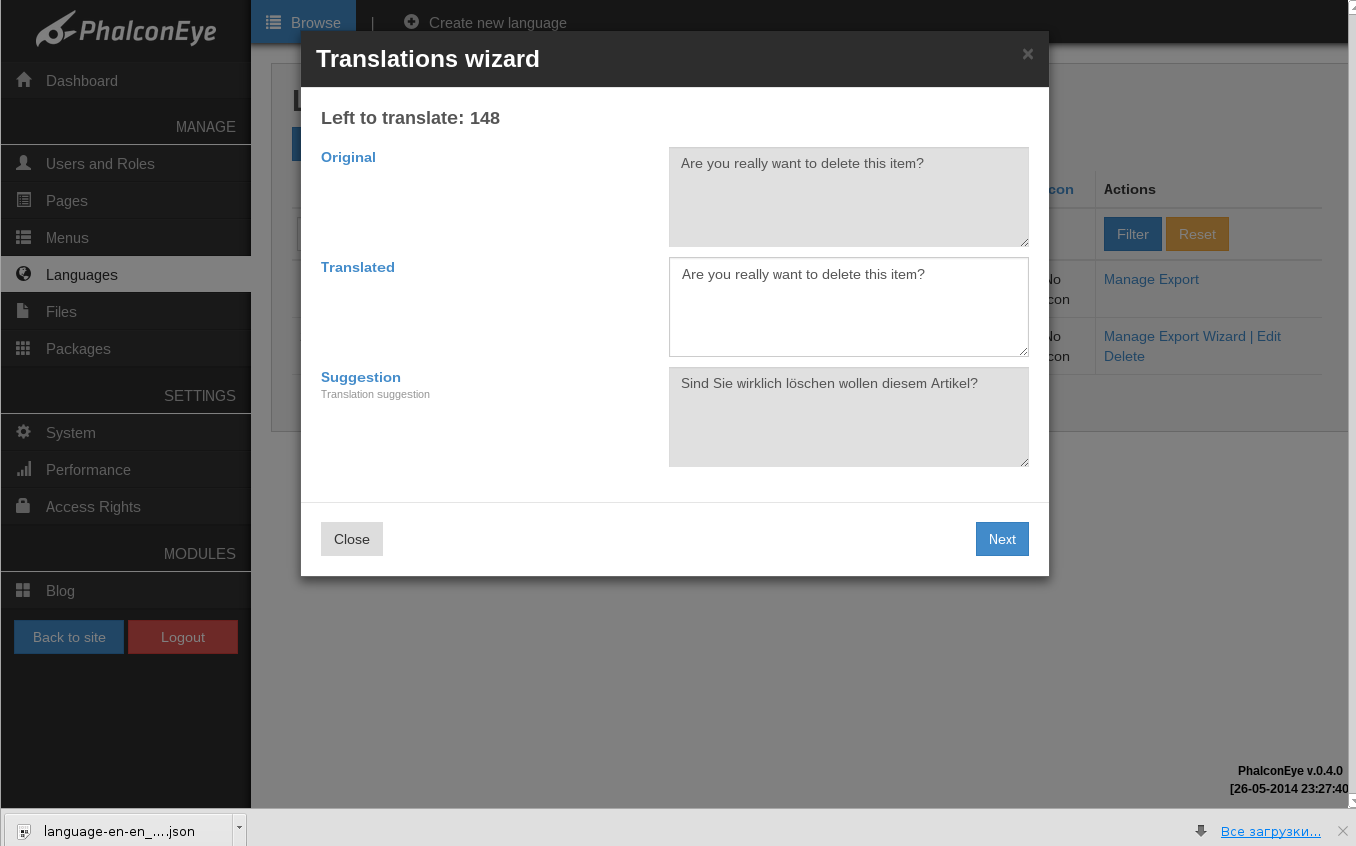 PhalconEye
Browse | Create new language
Dashboard
MANAGE
Users and Roles
Pages
Menus
Languages
Files
Packages
SETTINGS
System
Performance
Access Rights
MODULES
Blog
Back to site Logout
Translations wizard ×
Left to translate: 148
Original
Are you really want to delete this item?
Translated
Are you really want to delete this item?
Suggestion
Translation suggestion
Sind Sie wirklich löschen wollen diesem Artikel?
Close Next
con Actions
Filter Reset
No
con Manage Export
No
con Manage Export Wizard | Edit
Delete
PhalconEye v.0.4.0
[26-05-2014 23:27:40
language-en-en_....json
Все загрузки...